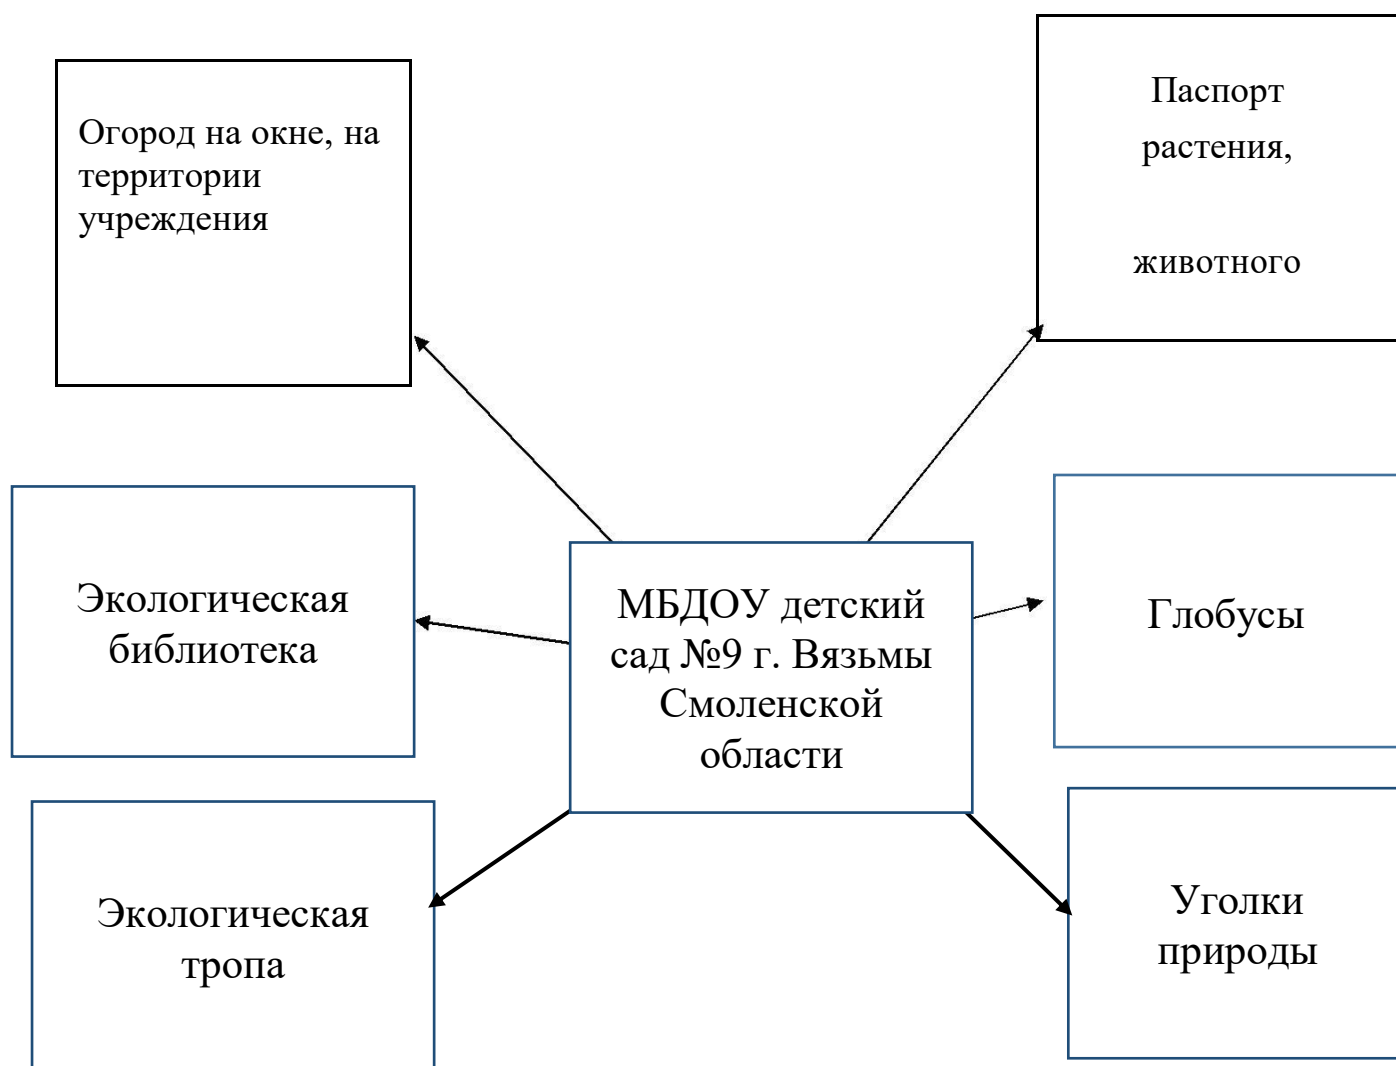 Огород на окне, на
территории
учреждения
Паспорт
растения,
животного
Экологическая
библиотека
МБДОУ детский
сад №9 г. Вязьмы
Смоленской
области
Глобусы
Экологическая
тропа
Уголки
природы